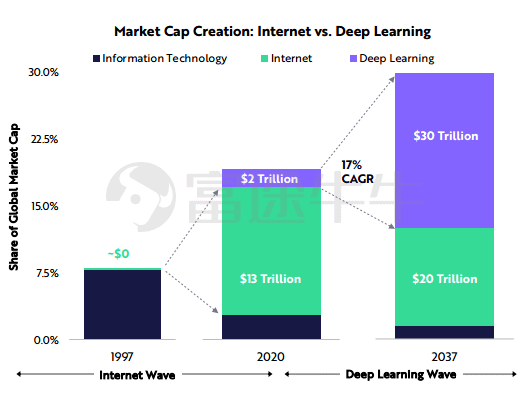 Market Cap Creation: Internet vs. Deep Learning
Information Technology Internet Deep Learning
Share of Global Market Cap
30.0%
22.5%
15.0%
7.5%
0.0%
~$0
$2 Trillion
$13 Trillion
17%
CAGR
$30 Trillion
$20 Trillion
富途牛牛
1997 2020 2037
Internet Wave Deep Learning Wave